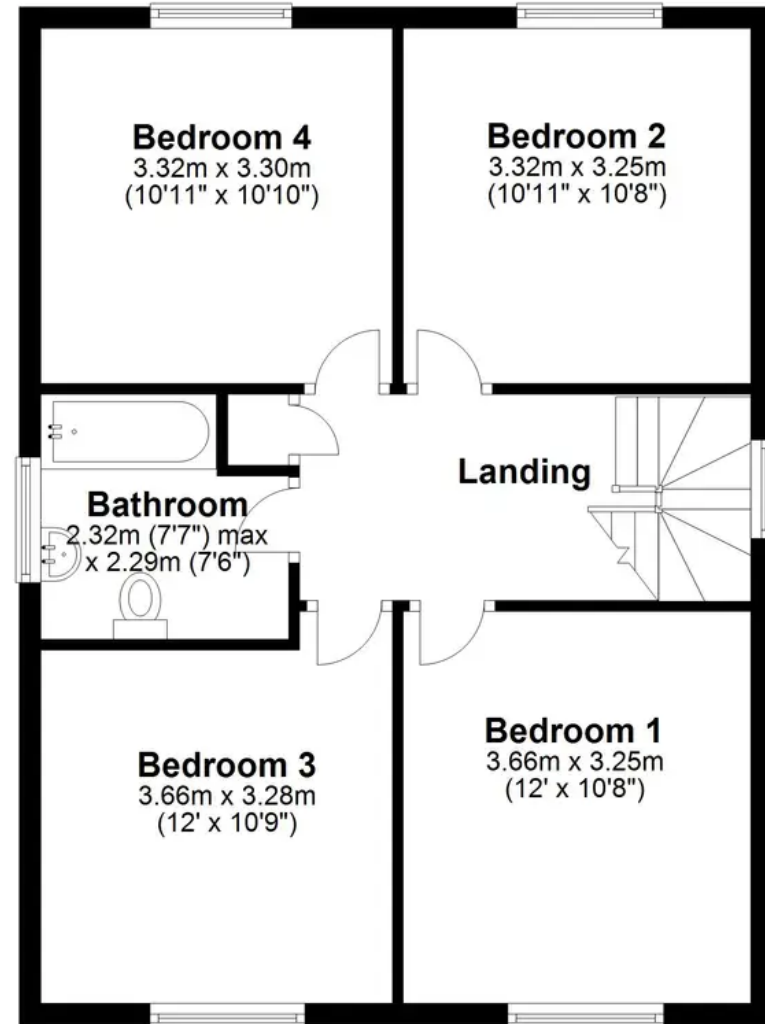 Bedroom 4
3.32m x 3.30m
(10'11" x 10'10")
Bedroom 2
3.32m x 3.25m
(10'11" x 10'8")
Landing
Bathroom
2.32m (7'7") max
x 2.29m (7'6")
Bedroom 3
3.66m x 3.28m
(12' x 10'9")
Bedroom 1
3.66m x 3.25m
(12' x 10'8")